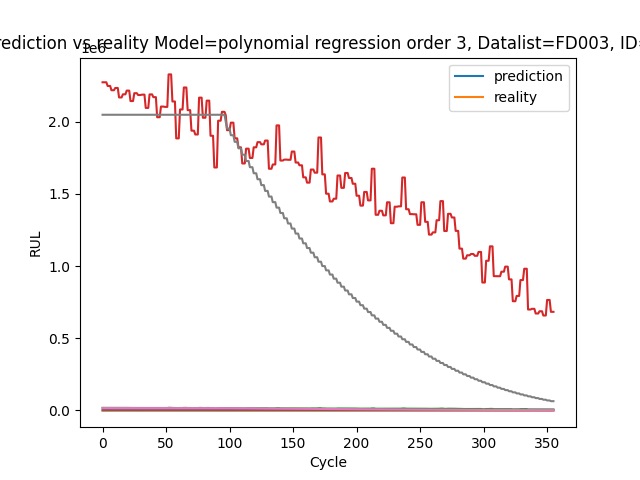 rediction vs reality Model=polynomial regression order 3, Datalist=FD003, ID=
1e6
prediction
reality
2.0
1.5
1.0
0.5
0.0
RUL
0 50 100 150 200 250 300 350
Cycle